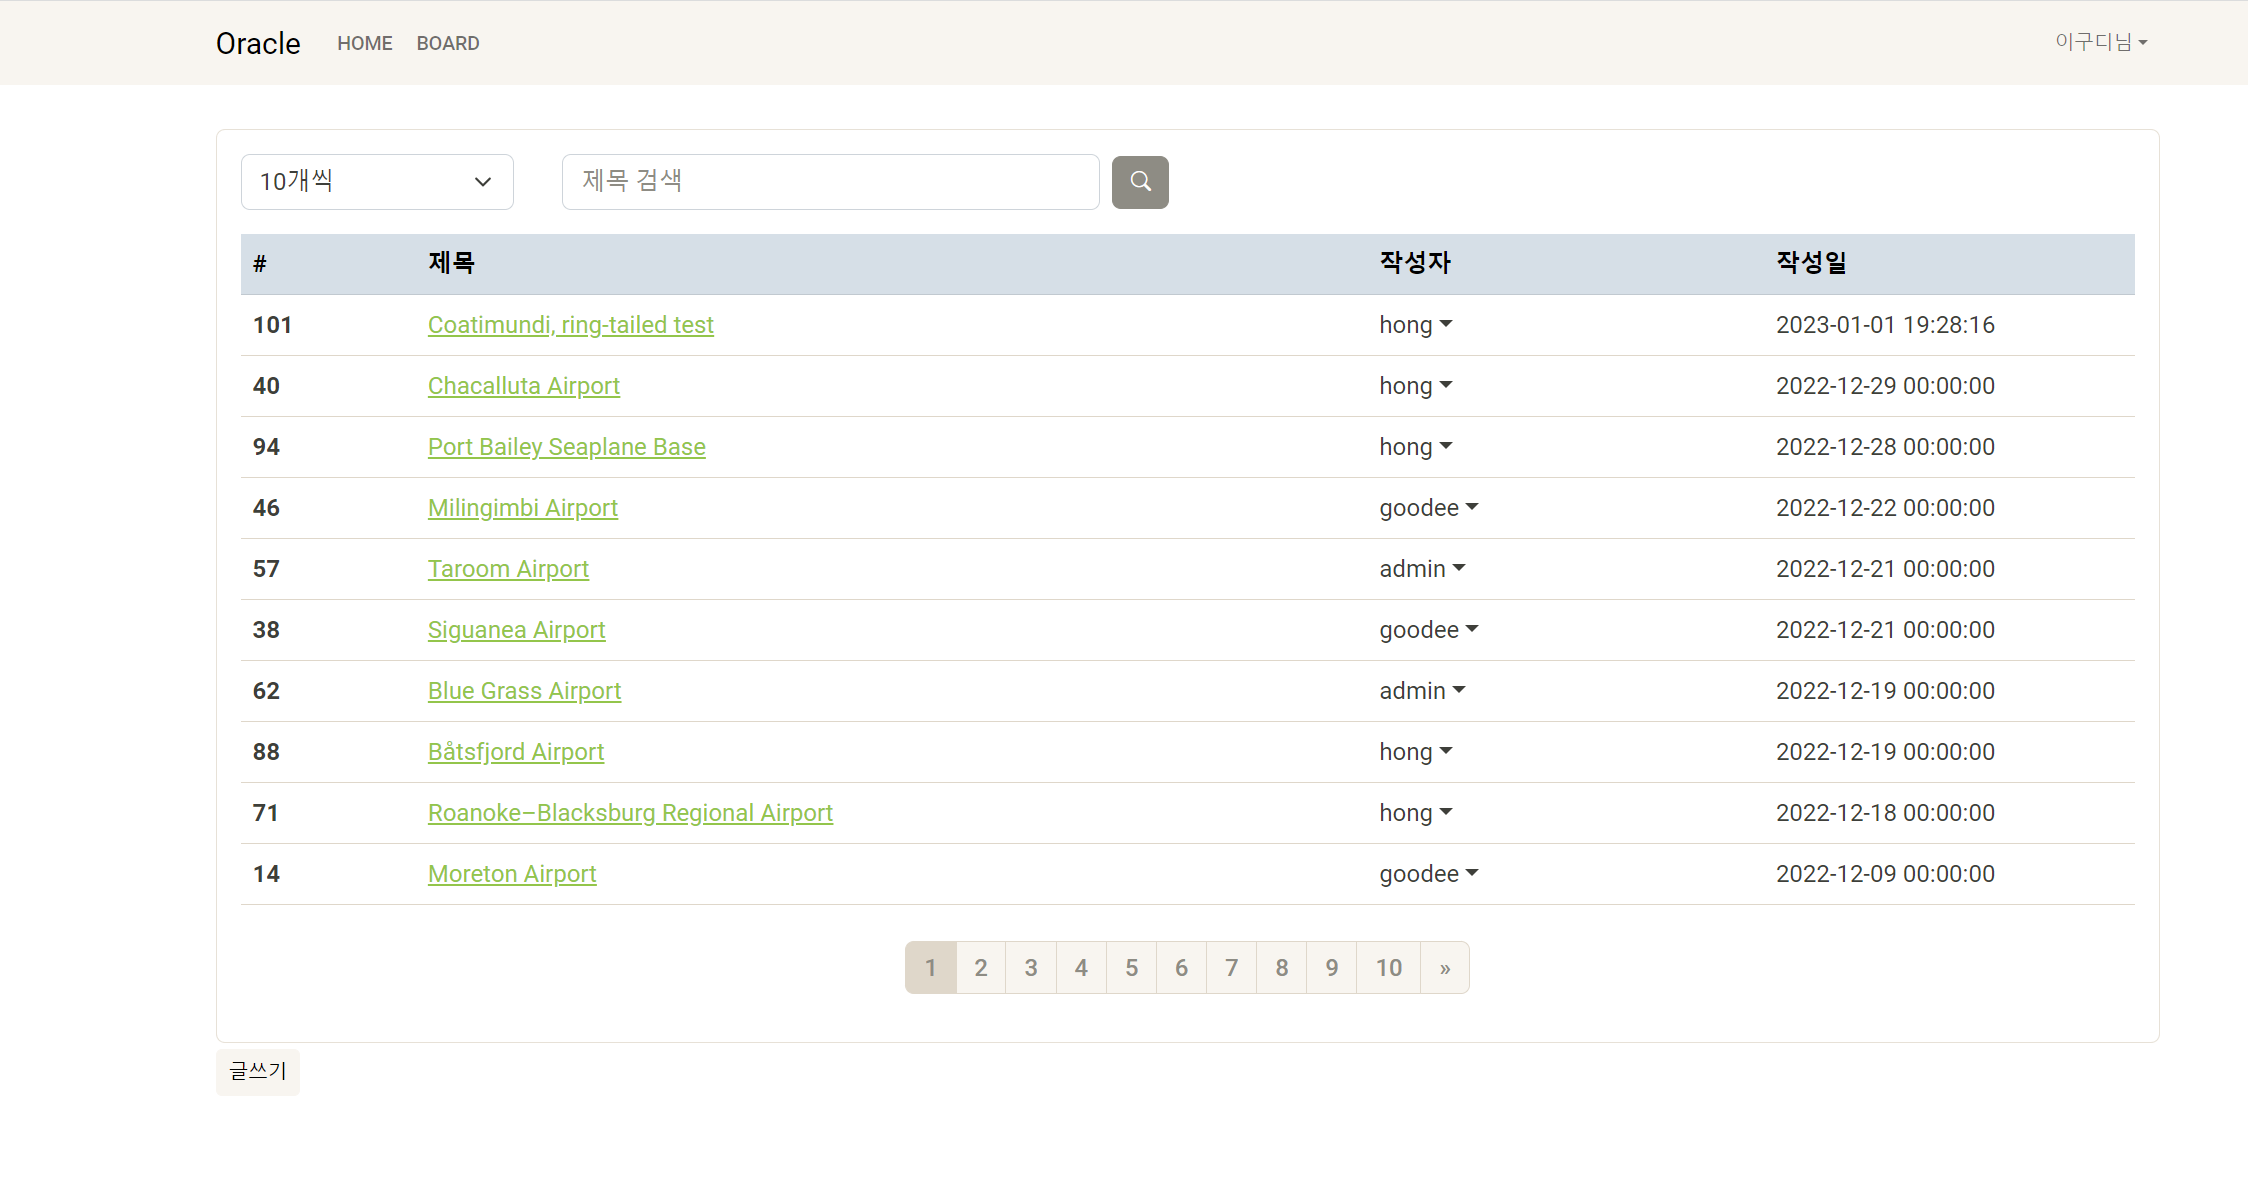 Oracle HOME BOARD 이구디님
10개씩 제목 검색
# 제목 작성자 작성일
101 Coatimundi, ring-tailed test hong 2023-01-01 19:28:16
40 Chacalluta Airport hong 2022-12-29 00:00:00
94 Port Bailey Seaplane Base hong 2022-12-28 00:00:00
46 Milingimbi Airport goodee 2022-12-22 00:00:00
57 Taroom Airport admin 2022-12-21 00:00:00
38 Siguanea Airport goodee 2022-12-21 00:00:00
62 Blue Grass Airport admin 2022-12-19 00:00:00
88 Båtsfjord Airport hong 2022-12-19 00:00:00
71 Roanoke–Blacksburg Regional Airport hong 2022-12-18 00:00:00
14 Moreton Airport goodee 2022-12-09 00:00:00
1 2 3 4 5 6 7 8 9 10 »
글쓰기